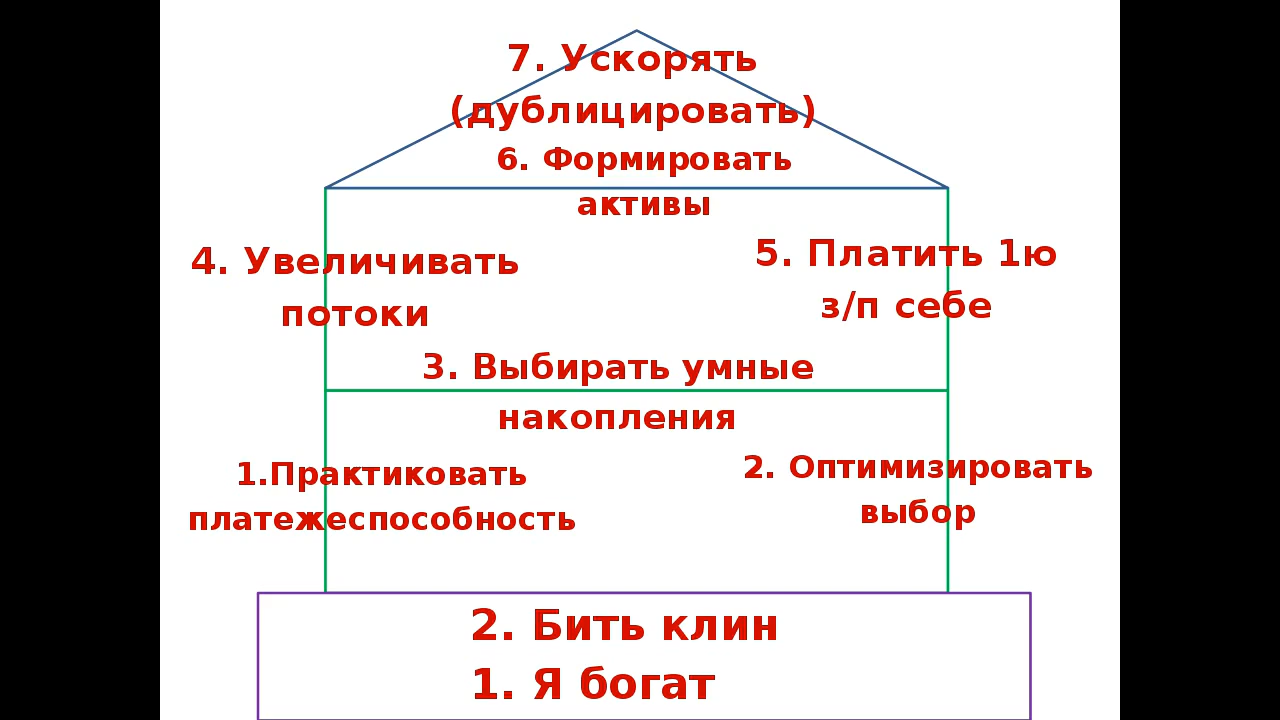 7. Ускорять
(дублицировать)
6. Формировать
активы
4. Увеличивать
потоки
5. Платить 1ю
з/п себе
3. Выбирать умные
накопления
1.Практиковать
платежеспособность
2. Оптимизировать
выбор
2. Бить клин
1. Я богат